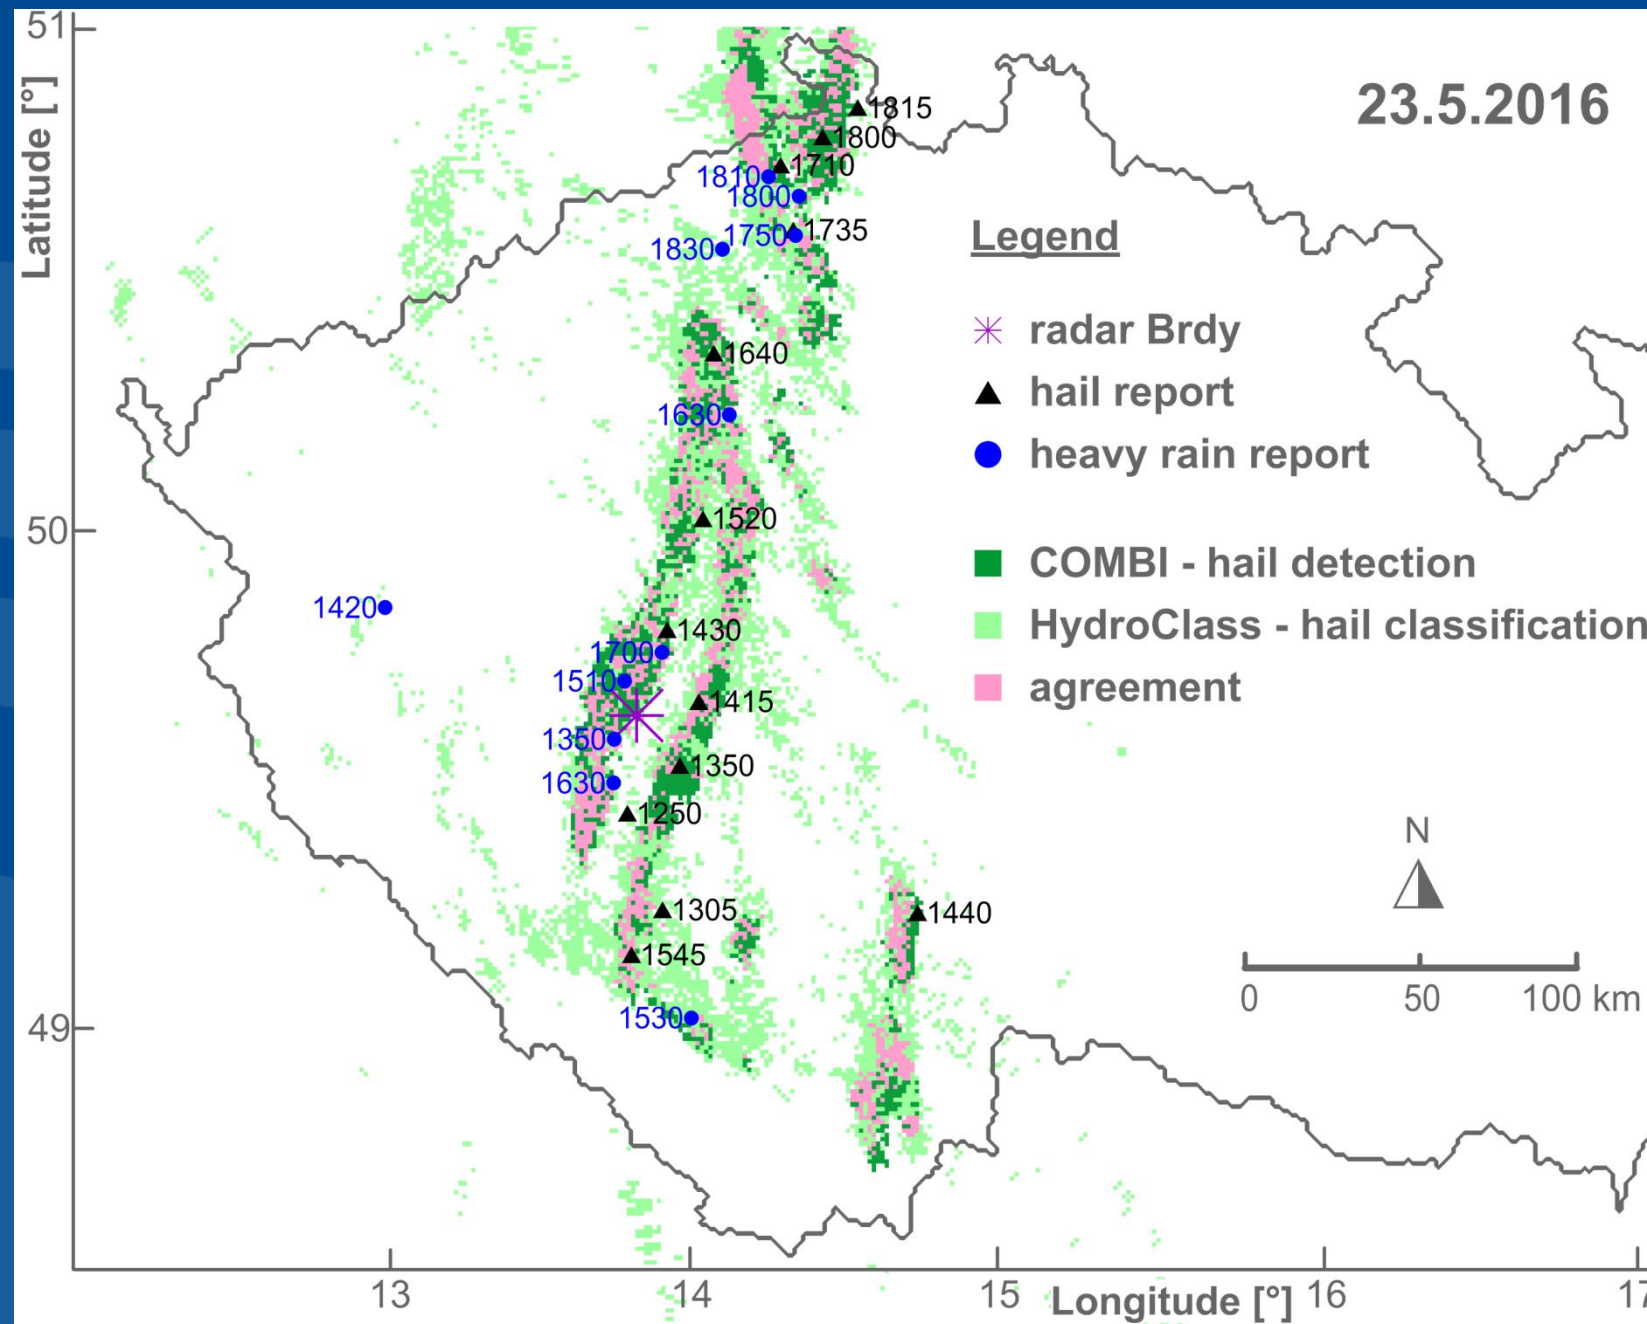 51
Latitude [°]
50
49
23.5.2016
1815
1800
1710
1810
1800
1735
1750
1830
1640
1630
1520
1420
1430
1700
1510
1415
1350
1350
1630
1250
1305
1440
1545
1530
Legend
radar Brdy
hail report
heavy rain report
COMBI - hail detection
HydroClass - hail classification
agreement
N
0 50 100 km
13 14 15 16 17
Longitude [°]